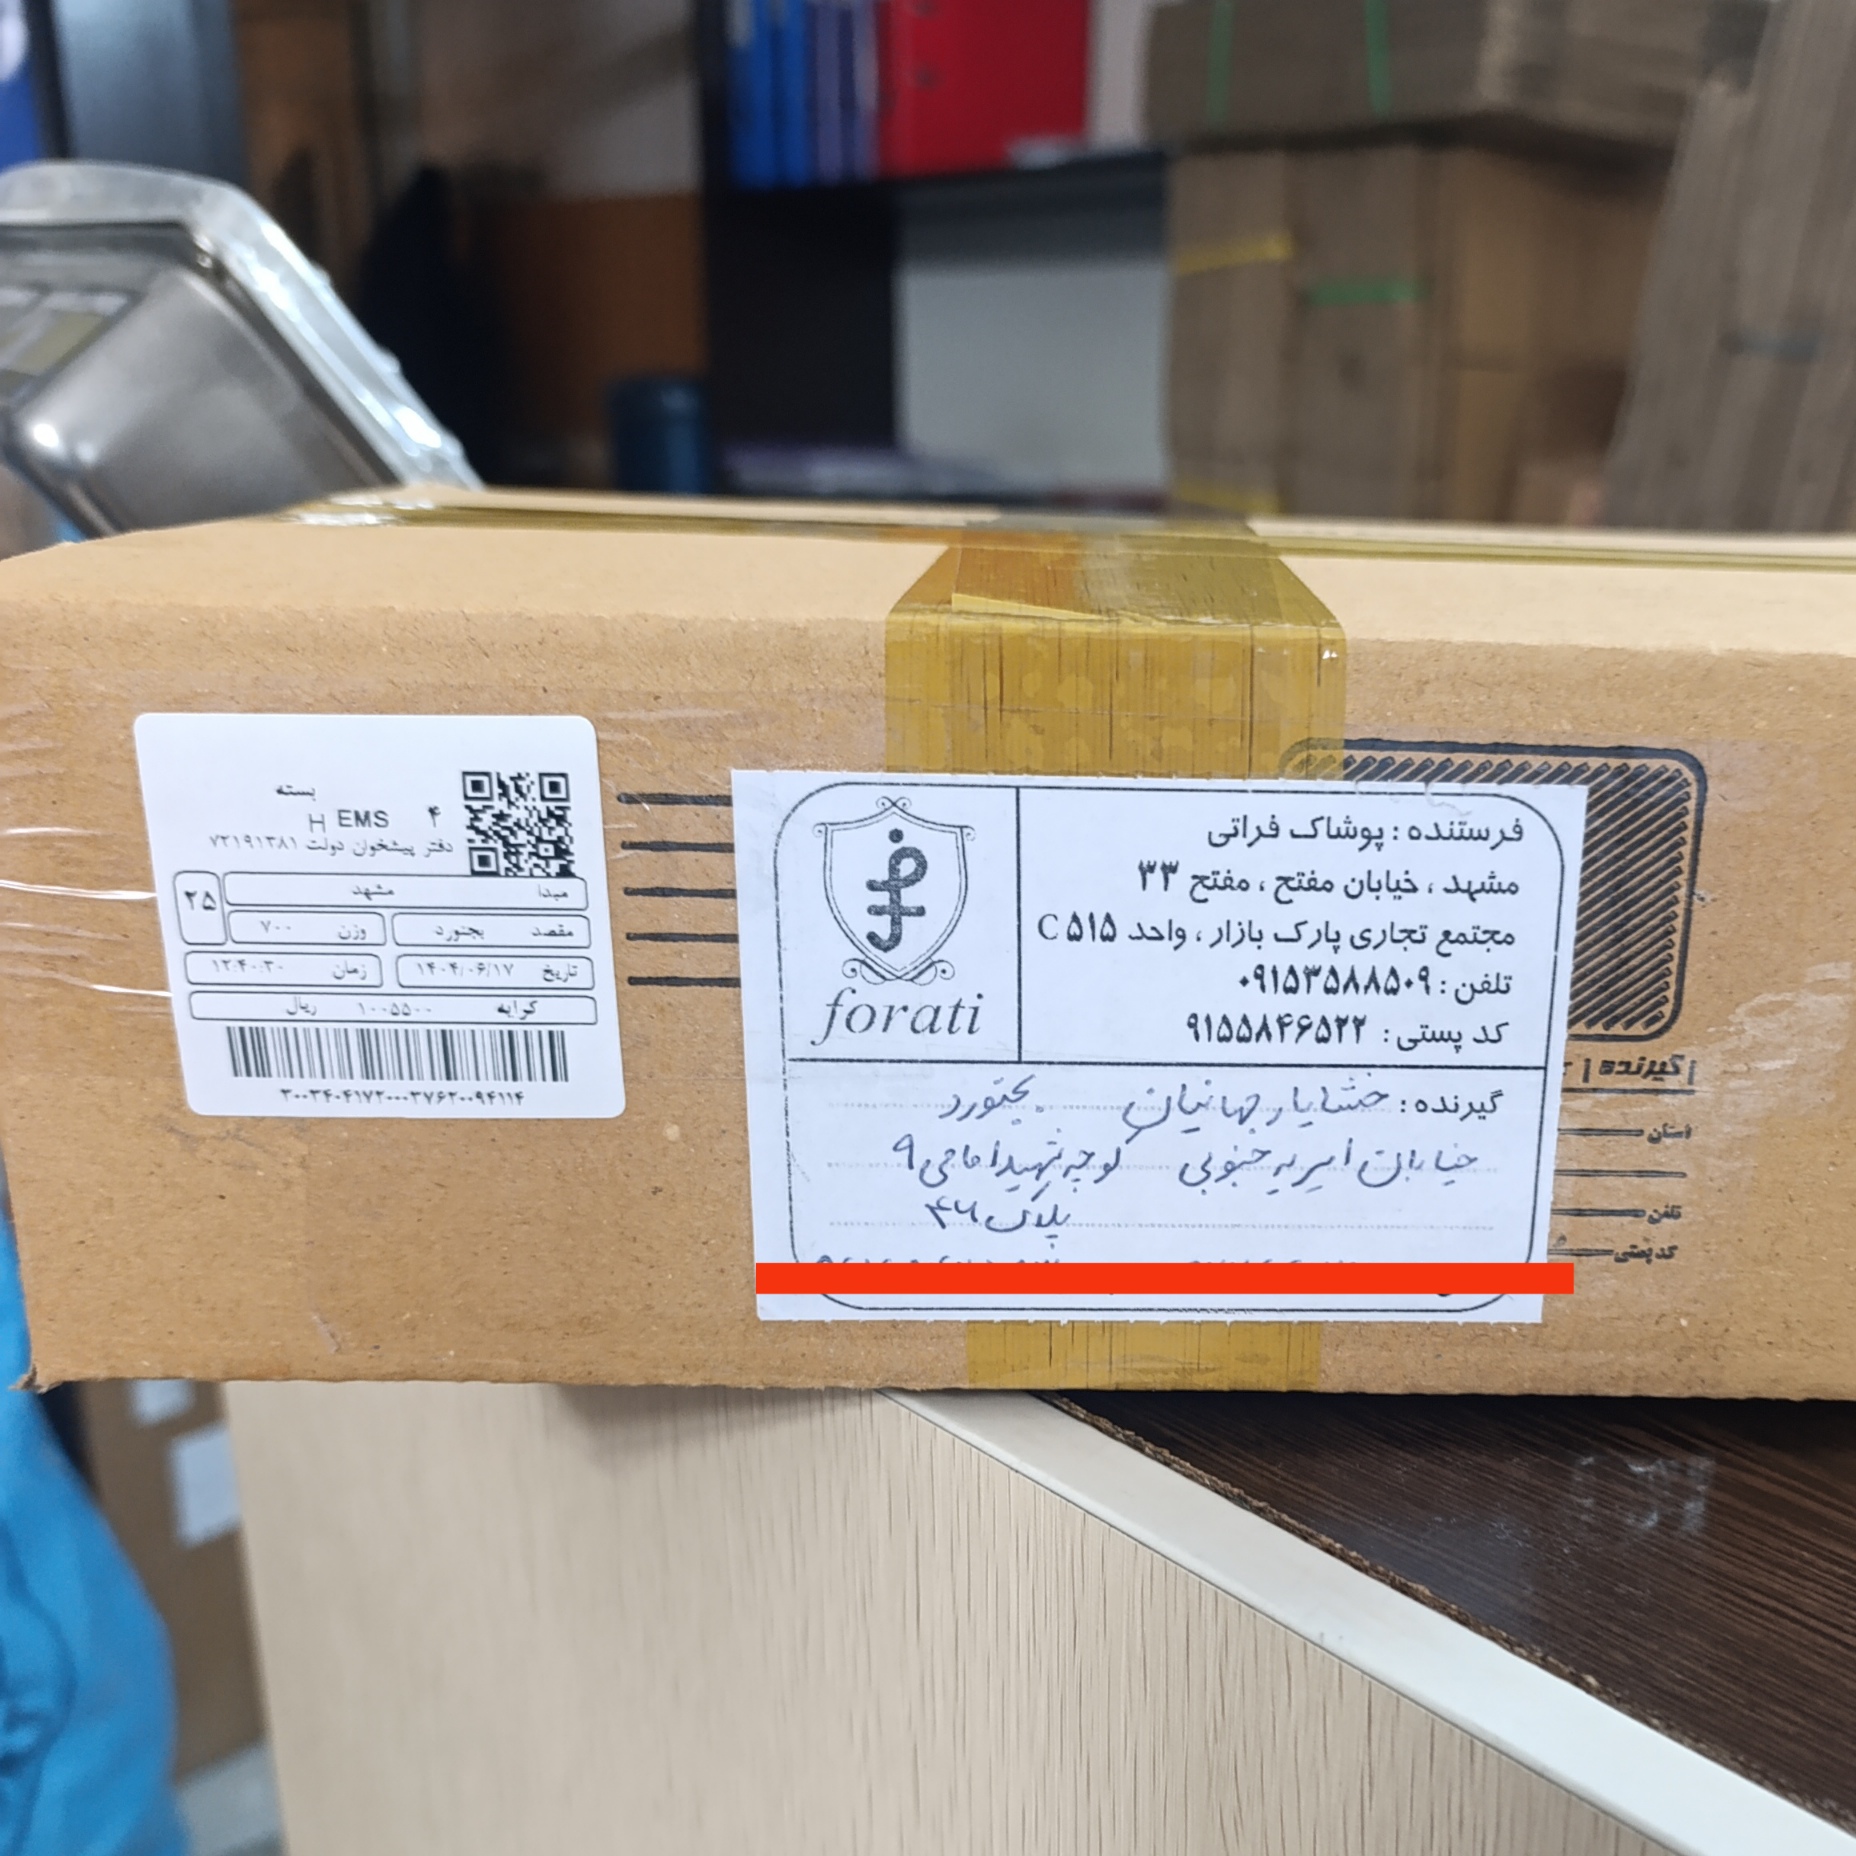 بسته
۴ EMS H
دفتر پیشخوان دولت ۷۲۱۹۱۳۸۱
مبدا مشهد
۲۵
مقصد بجنورد
وزن ۷۰۰
تاریخ ۱۴۰۴/۰۶/۱۷
زمان ۱۲:۴۰:۳۰
کرایه ۱۰۰۵۵۰۰ ریال
۲۰۰۳۴۰۴۱۷۲۰۰۰۳۷۶۲۰۰۹۴۱۱۴
forati
فرستنده : پوشاک فراتی
مشهد ، خیابان مفتح ، مفتح ۳۳
مجتمع تجاری پارک بازار ، واحد C ۵۱۵
تلفن : ۰۹۱۵۳۵۸۸۵۰۹
کد پستی : ۹۱۵۵۸۴۶۵۲۲
گیرنده : خشایار جهانیان بجنورد
خیابان امیریه جنوبی کوچه شهید امامی ۹
پلاک ۴۶
گیرنده |
استان
تلفن
کد پستی